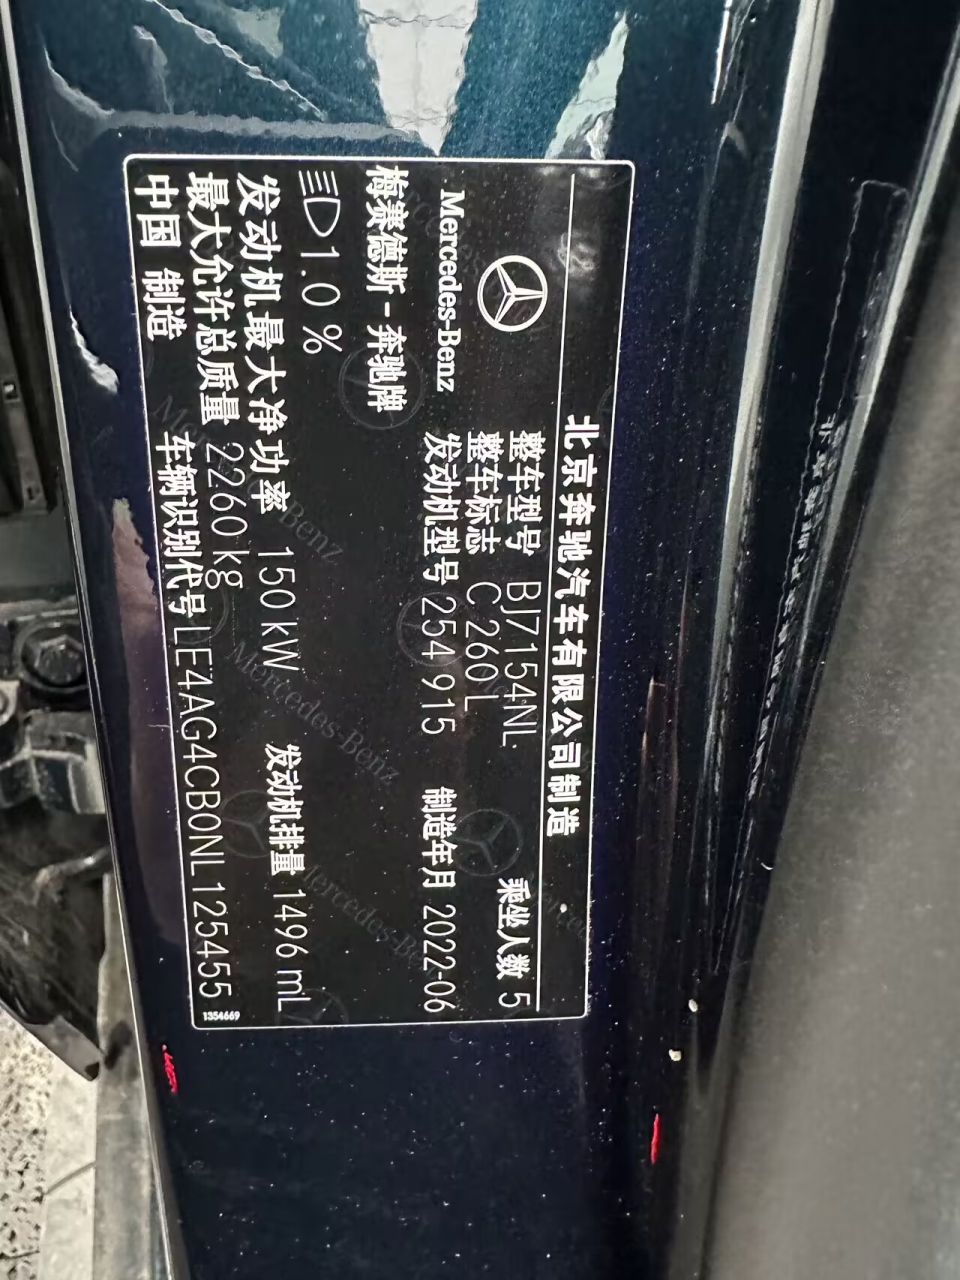 北京奔驰汽车有限公司制造
Mercedes-Benz
整车型号 BJ7154NL 乘坐人数 5
整车标志 C 260 L
发动机型号 254 915 制造年月 2022-06
梅赛德斯-奔驰牌
1.0 %
发动机最大净功率 150 kW 发动机排量 1496 mL
最大允许总质量 2260 kg
车辆识别代号 LE4AG4CB0NL125455
中国 制造
1354669